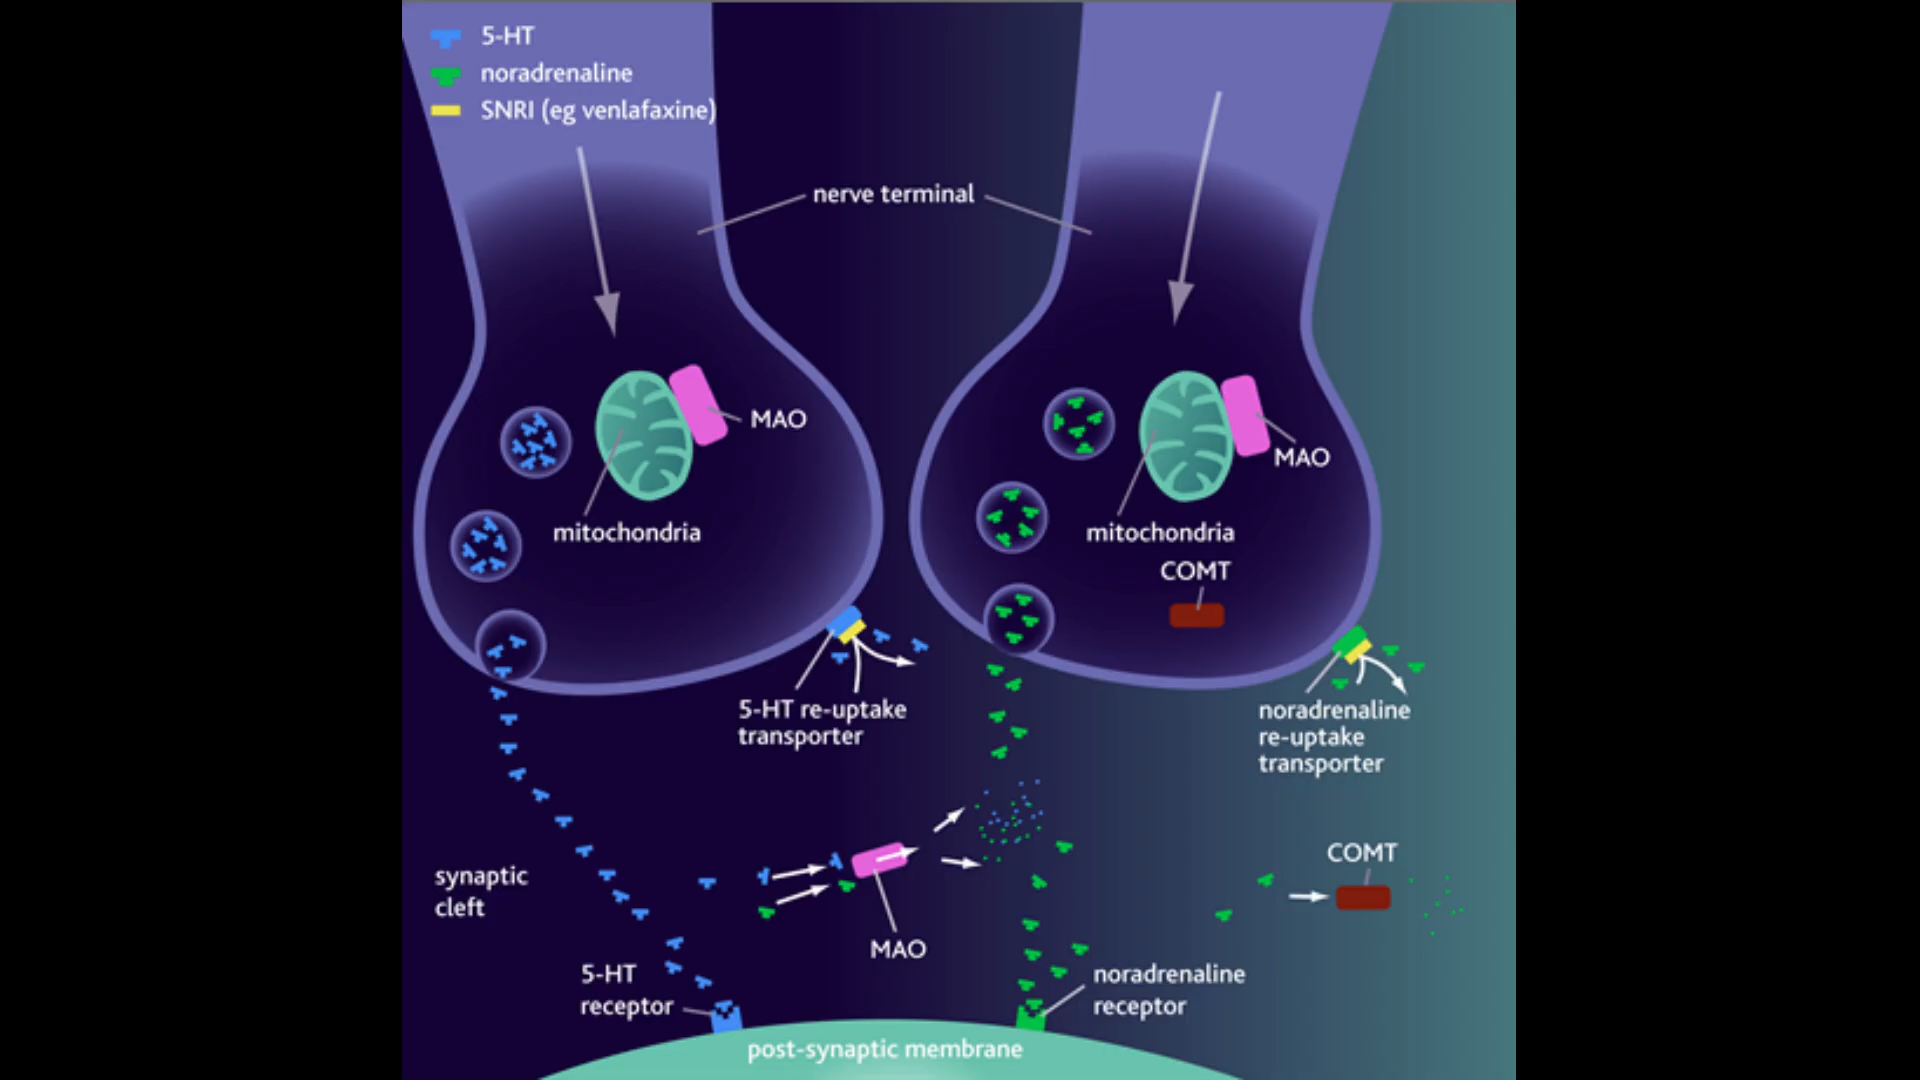 5-HT
noradrenaline
SNRI (eg venlafaxine)
nerve terminal
MAO
MAO
mitochondria
mitochondria
COMT
5-HT re-uptake
transporter
noradrenaline
re-uptake
transporter
COMT
synaptic
cleft
MAO
5-HT
receptor
noradrenaline
receptor
post-synaptic membrane